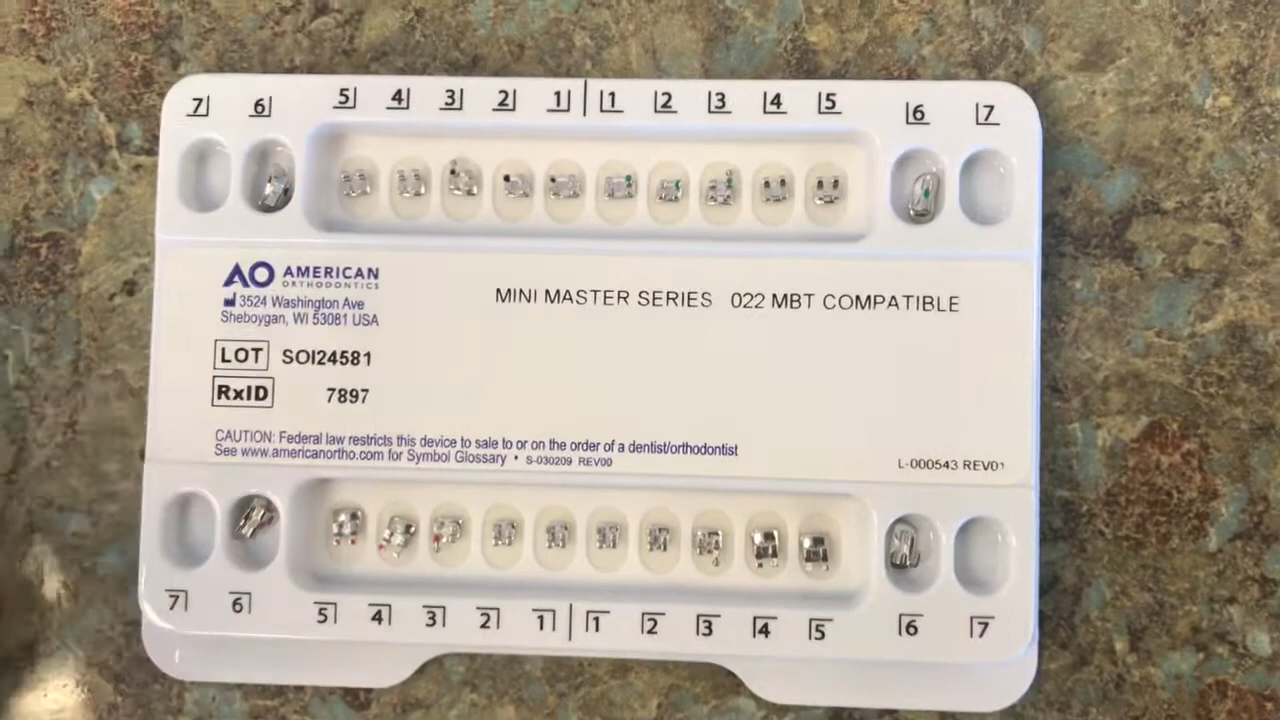 7 6 5 4 3 2 1 | 1 2 3 4 5 6 7
AO AMERICAN
ORTHODONTICS
3524 Washington Ave
Sheboygan, WI 53081 USA
MINI MASTER SERIES 022 MBT COMPATIBLE
LOT SOI24581
RxID 7897
CAUTION: Federal law restricts this device to sale to or on the order of a dentist/orthodontist
See www.americanortho.com for Symbol Glossary • S-030209 REV00
L-000543 REV01
7 6 5 4 3 2 1 | 1 2 3 4 5 6 7